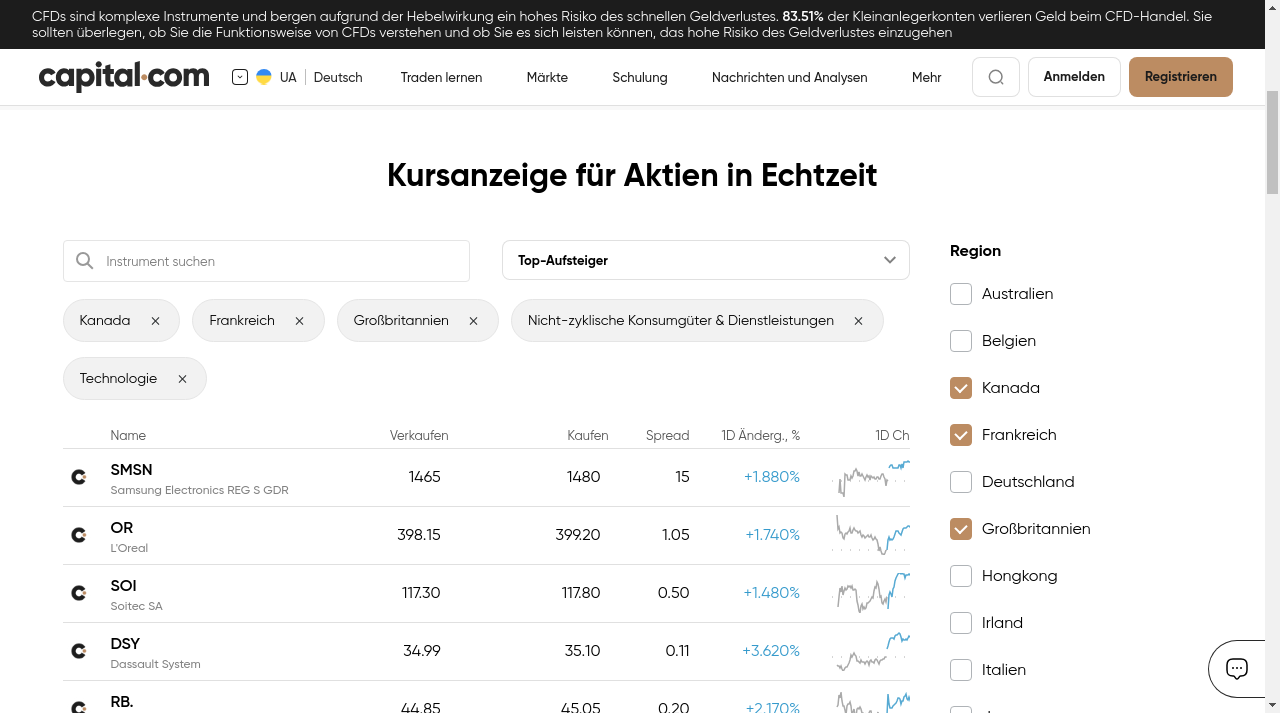 CFDs sind komplexe Instrumente und bergen aufgrund der Hebelwirkung ein hohes Risiko des schnellen Geldverlustes. 83.51% der Kleinanlegerkonten verlieren Geld beim CFD-Handel. Sie
sollten überlegen, ob Sie die Funktionsweise von CFDs verstehen und ob Sie es sich leisten können, das hohe Risiko des Geldverlustes einzugehen
capital.com UA Deutsch Traden lernen Märkte Schulung Nachrichten und Analysen Mehr Anmelden Registrieren
Kursanzeige für Aktien in Echtzeit
Instrument suchen
Top-Aufsteiger
Kanada Frankreich Großbritannien Nicht-zyklische Konsumgüter & Dienstleistungen
Technologie
Name Verkaufen Kaufen Spread 1D Änderg., % 1D Ch
SMSN 1465 1480 15 +1.880%
Samsung Electronics REG S GDR
OR 398.15 399.20 1.05 +1.740%
L'Oreal
SOI 117.30 117.80 0.50 +1.480%
Soitec SA
DSY 34.99 35.10 0.11 +3.620%
Dassault System
RB. 44.85 45.05 0.20 +2.170%
Region
Australien
Belgien
Kanada
Frankreich
Deutschland
Großbritannien
Hongkong
Irland
Italien